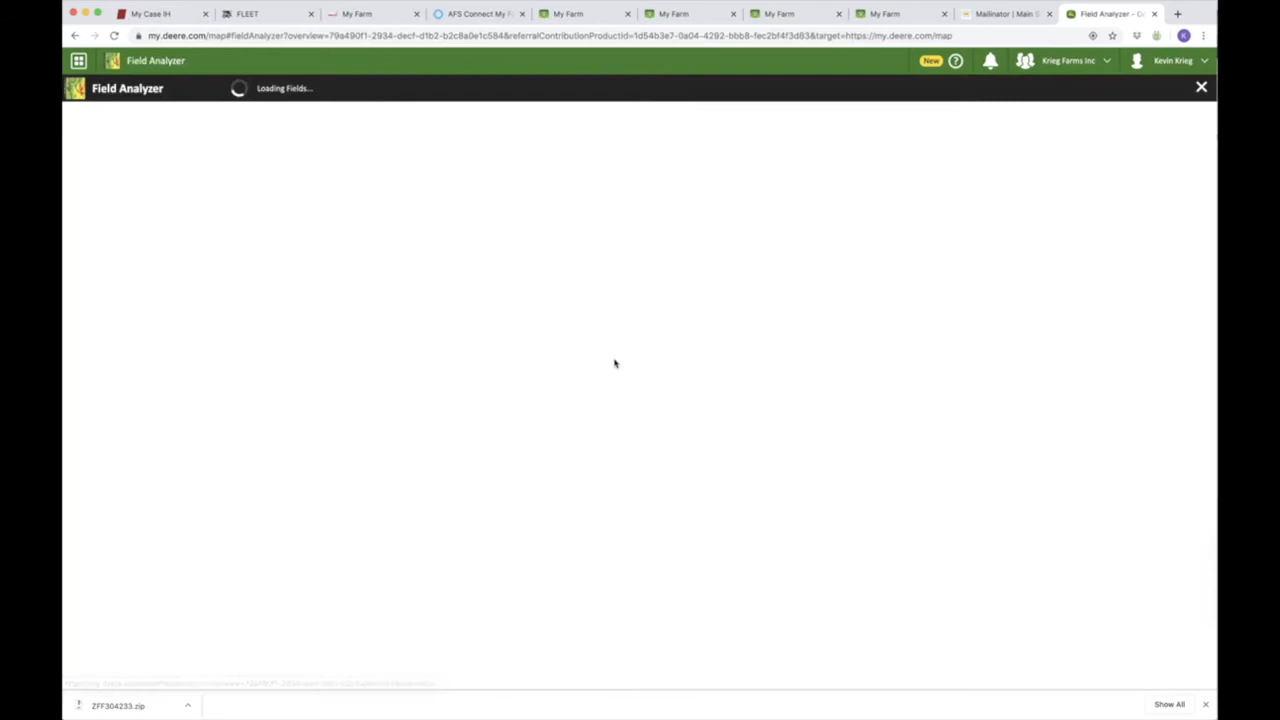 My Case IH
FLEET
My Farm
AFS Connect My F
My Farm
My Farm
My Farm
My Farm
Mailinator | Main S
Field Analyzer - O
my.deere.com/map#fieldAnalyzer?overview=79a490f1-2934-decf-d1b2-b2c8a0e1c584&referralContributionProductId=1d54b3e7-0a04-4292-bbb8-fec2bf4f3d83&target=https://my.deere.com/map
K
Field Analyzer
New
Krieg Farms Inc
Kevin Krieg
Field Analyzer
Loading Fields...
ZFF304233.zip
Show All